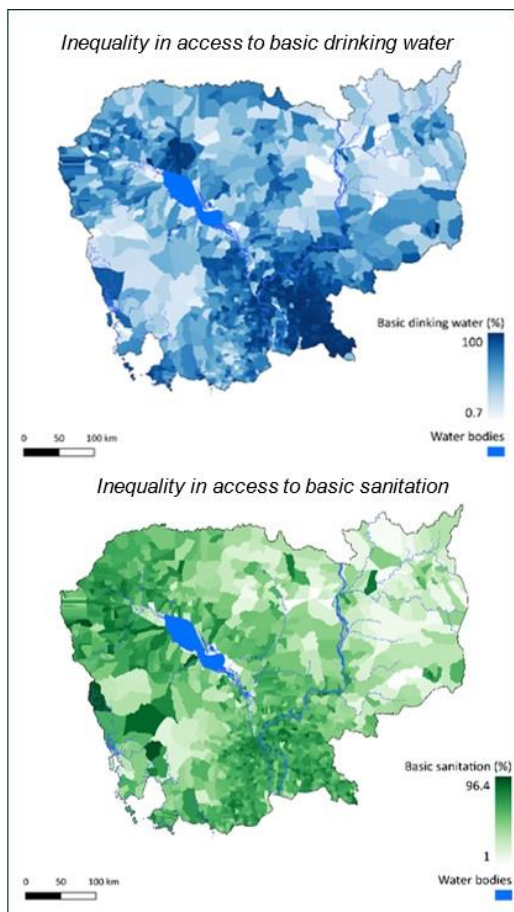 Inequality in access to basic drinking water
Basic drinking water (%)
100
0.7
0 50 100 km
Water bodies
Inequality in access to basic sanitation
Basic sanitation (%)
96.4
1
0 50 100 km
Water bodies